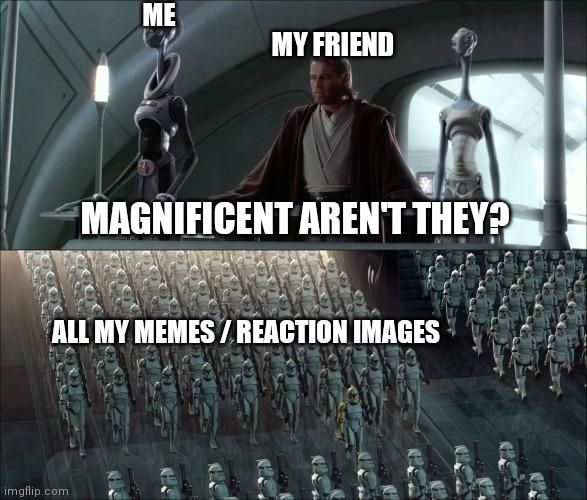 ME
MY FRIEND
MAGNIFICENT AREN'T THEY?
ALL MY MEMES / REACTION IMAGES
imgflip.com